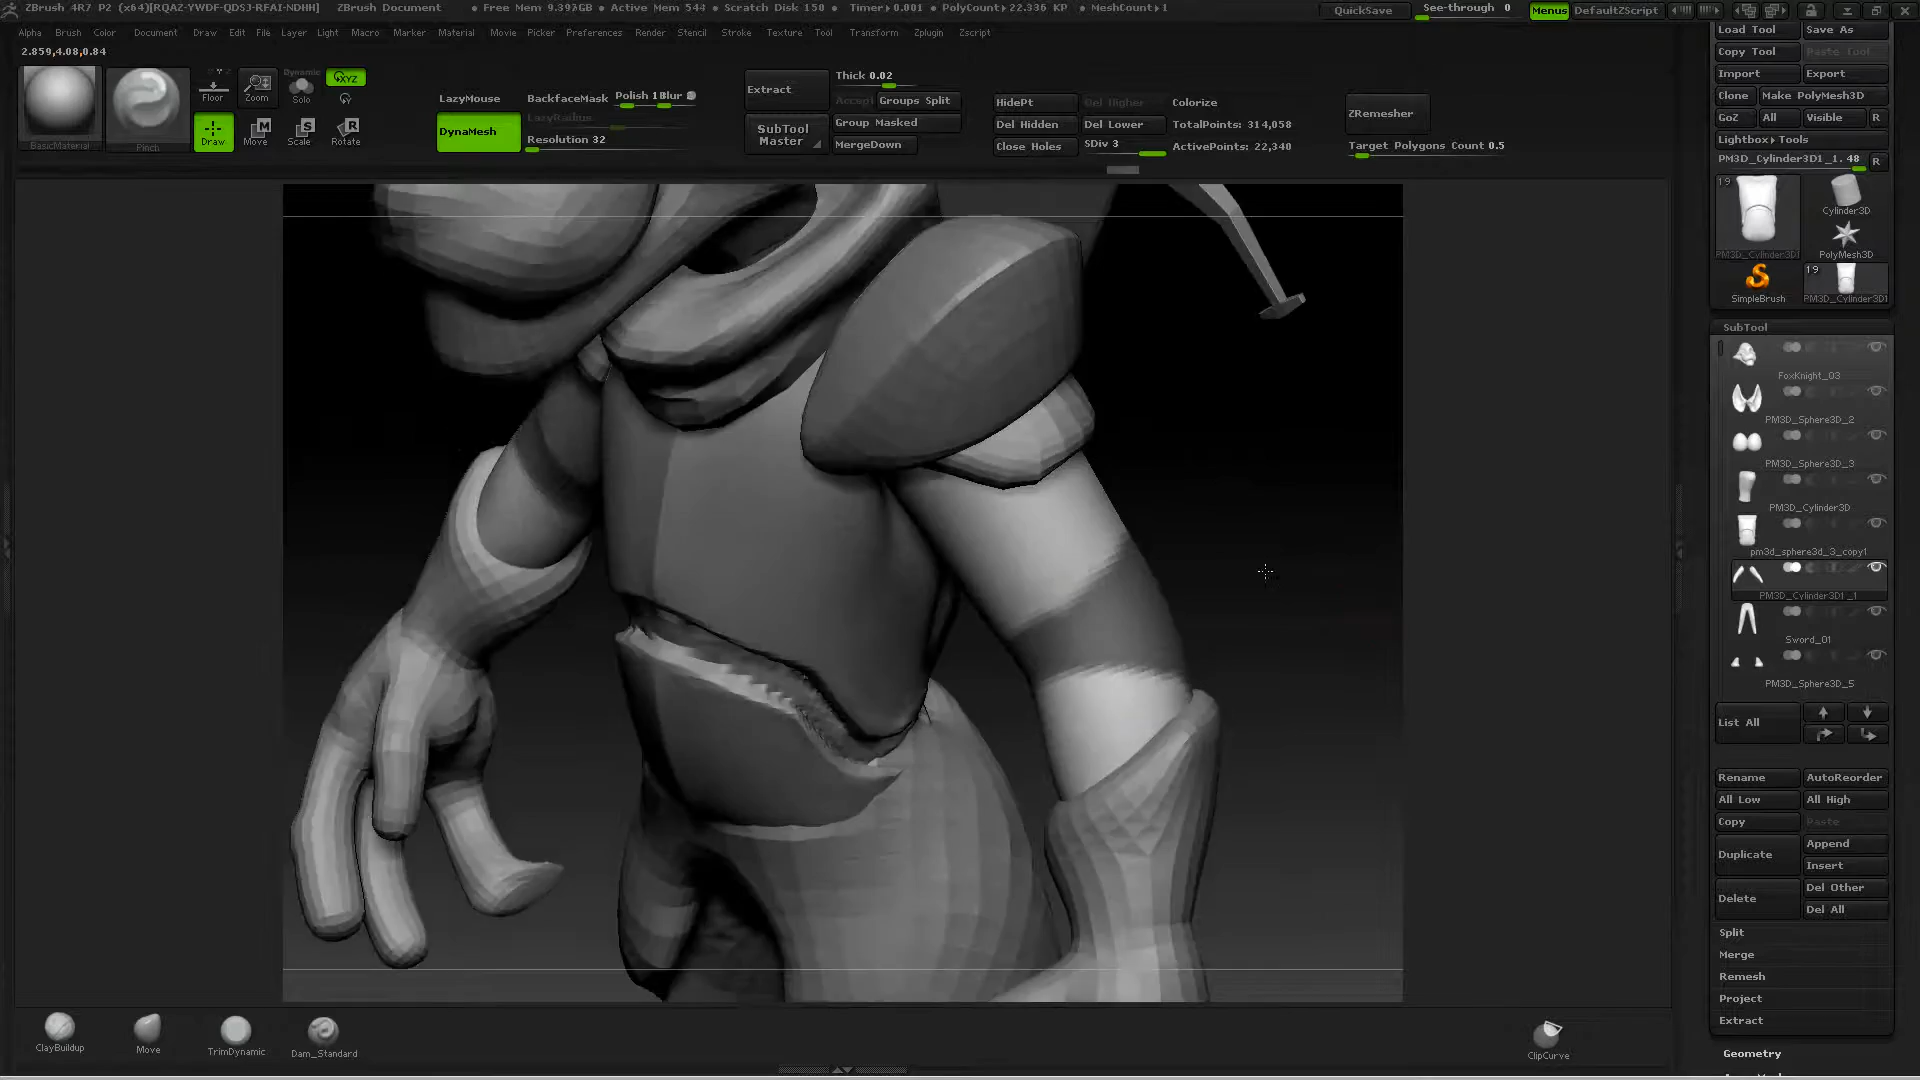 ZBrush 4R7 P2 (x64)[RQAZ-YWDF-QDSJ-RFAI-NDHH] ZBrush Document ● Free Mem 9.397GB ● Active Mem 544 ● Scratch Disk 150 ● Timer▸0.001 ● PolyCount▸22.336 KP ● MeshCount▸1 QuickSave See-through 0 Menus DefaultZScript
Alpha Brush Color Document Draw Edit File Layer Light Macro Marker Material Movie Picker Preferences Render Stencil Stroke Texture Tool Transform Zplugin Zscript
2.859,4.08,0.84
BasicMaterial
Pinch
Floor
Zoom
Dynamic
Solo
XYZ
Draw
Move
Scale
Rotate
LazyMouse
BackfaceMask
LazyRadius
DynaMesh
Resolution 32
Extract
Thick 0.02
Accept
Groups Split
Group Masked
SubTool
Master
MergeDown
HidePt
Del Higher
Colorize
Del Hidden
Del Lower
TotalPoints: 314,058
Close Holes
SDiv 3
ActivePoints: 22,340
ZRemesher
Target Polygons Count 0.5
Load Tool Save As
Copy Tool Paste Tool
Import Export
Clone Make PolyMesh3D
GoZ All Visible R
Lightbox▸Tools
PM3D_Cylinder3D1_1. 48 R
19
Cylinder3D
PM3D_Cylinder3D1
PolyMesh3D
SimpleBrush
19
PM3D_Cylinder3D1
SubTool
FoxKnight_03
PM3D_Sphere3D_2
PM3D_Sphere3D_3
PM3D_Cylinder3D
pm3d_sphere3d_3_copy1
PM3D_Cylinder3D1_1
Sword_01
PM3D_Sphere3D_5
List All
Rename AutoReorder
All Low All High
Copy Paste
Duplicate
Append
Insert
Delete
Del Other
Del All
Split
Merge
Remesh
Project
Extract
Geometry
ClayBuildup
Move
TrimDynamic
Dam_Standard
ClipCurve